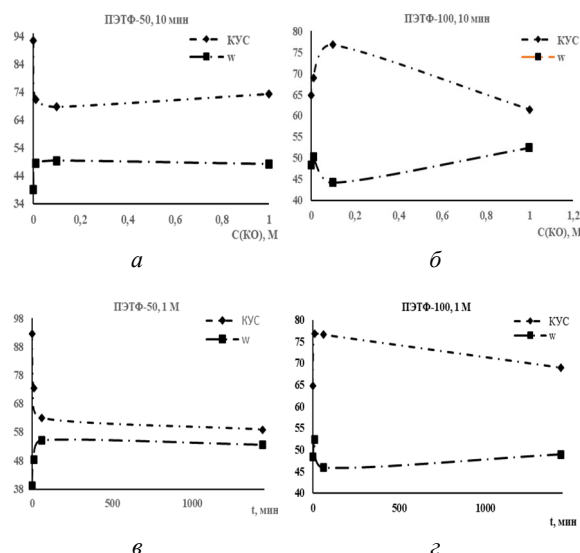 ПЭТФ-50, 10 мин
94
84
74
64
54
44
34
КУС
w
0
0,2
0,4
0,6
0,8
1
С(КО), М
а
ПЭТФ-100, 10 мин
85
80
75
70
65
60
55
50
45
40
КУС
w
0
0,2
0,4
0,6
0,8
1
1,2
С(КО), М
б
ПЭТФ-50, 1 М
98
88
78
68
58
48
38
КУС
w
0
500
1000
t, мин
в
ПЭТФ-100, 1 М
80
75
70
65
60
55
50
45
40
КУС
w
0
500
1000
t, мин
г